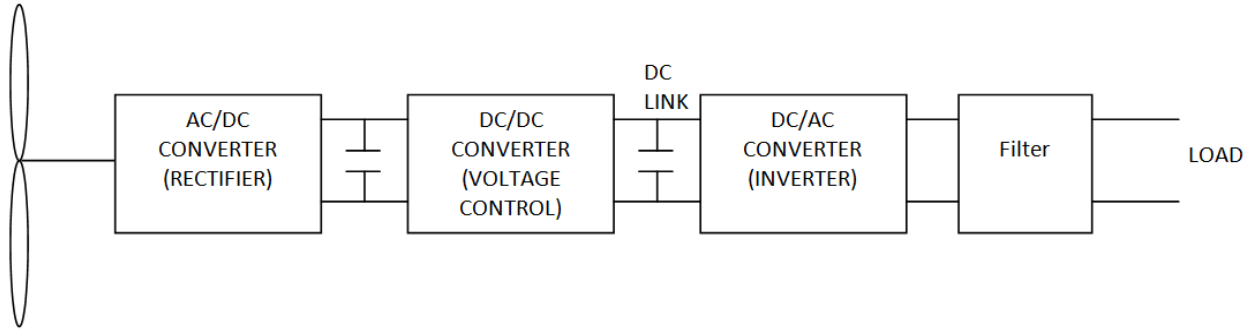 AC/DC
CONVERTER
(RECTIFIER)
DC/DC
CONVERTER
(VOLTAGE
CONTROL)
DC
LINK
DC/AC
CONVERTER
(INVERTER)
Filter
LOAD